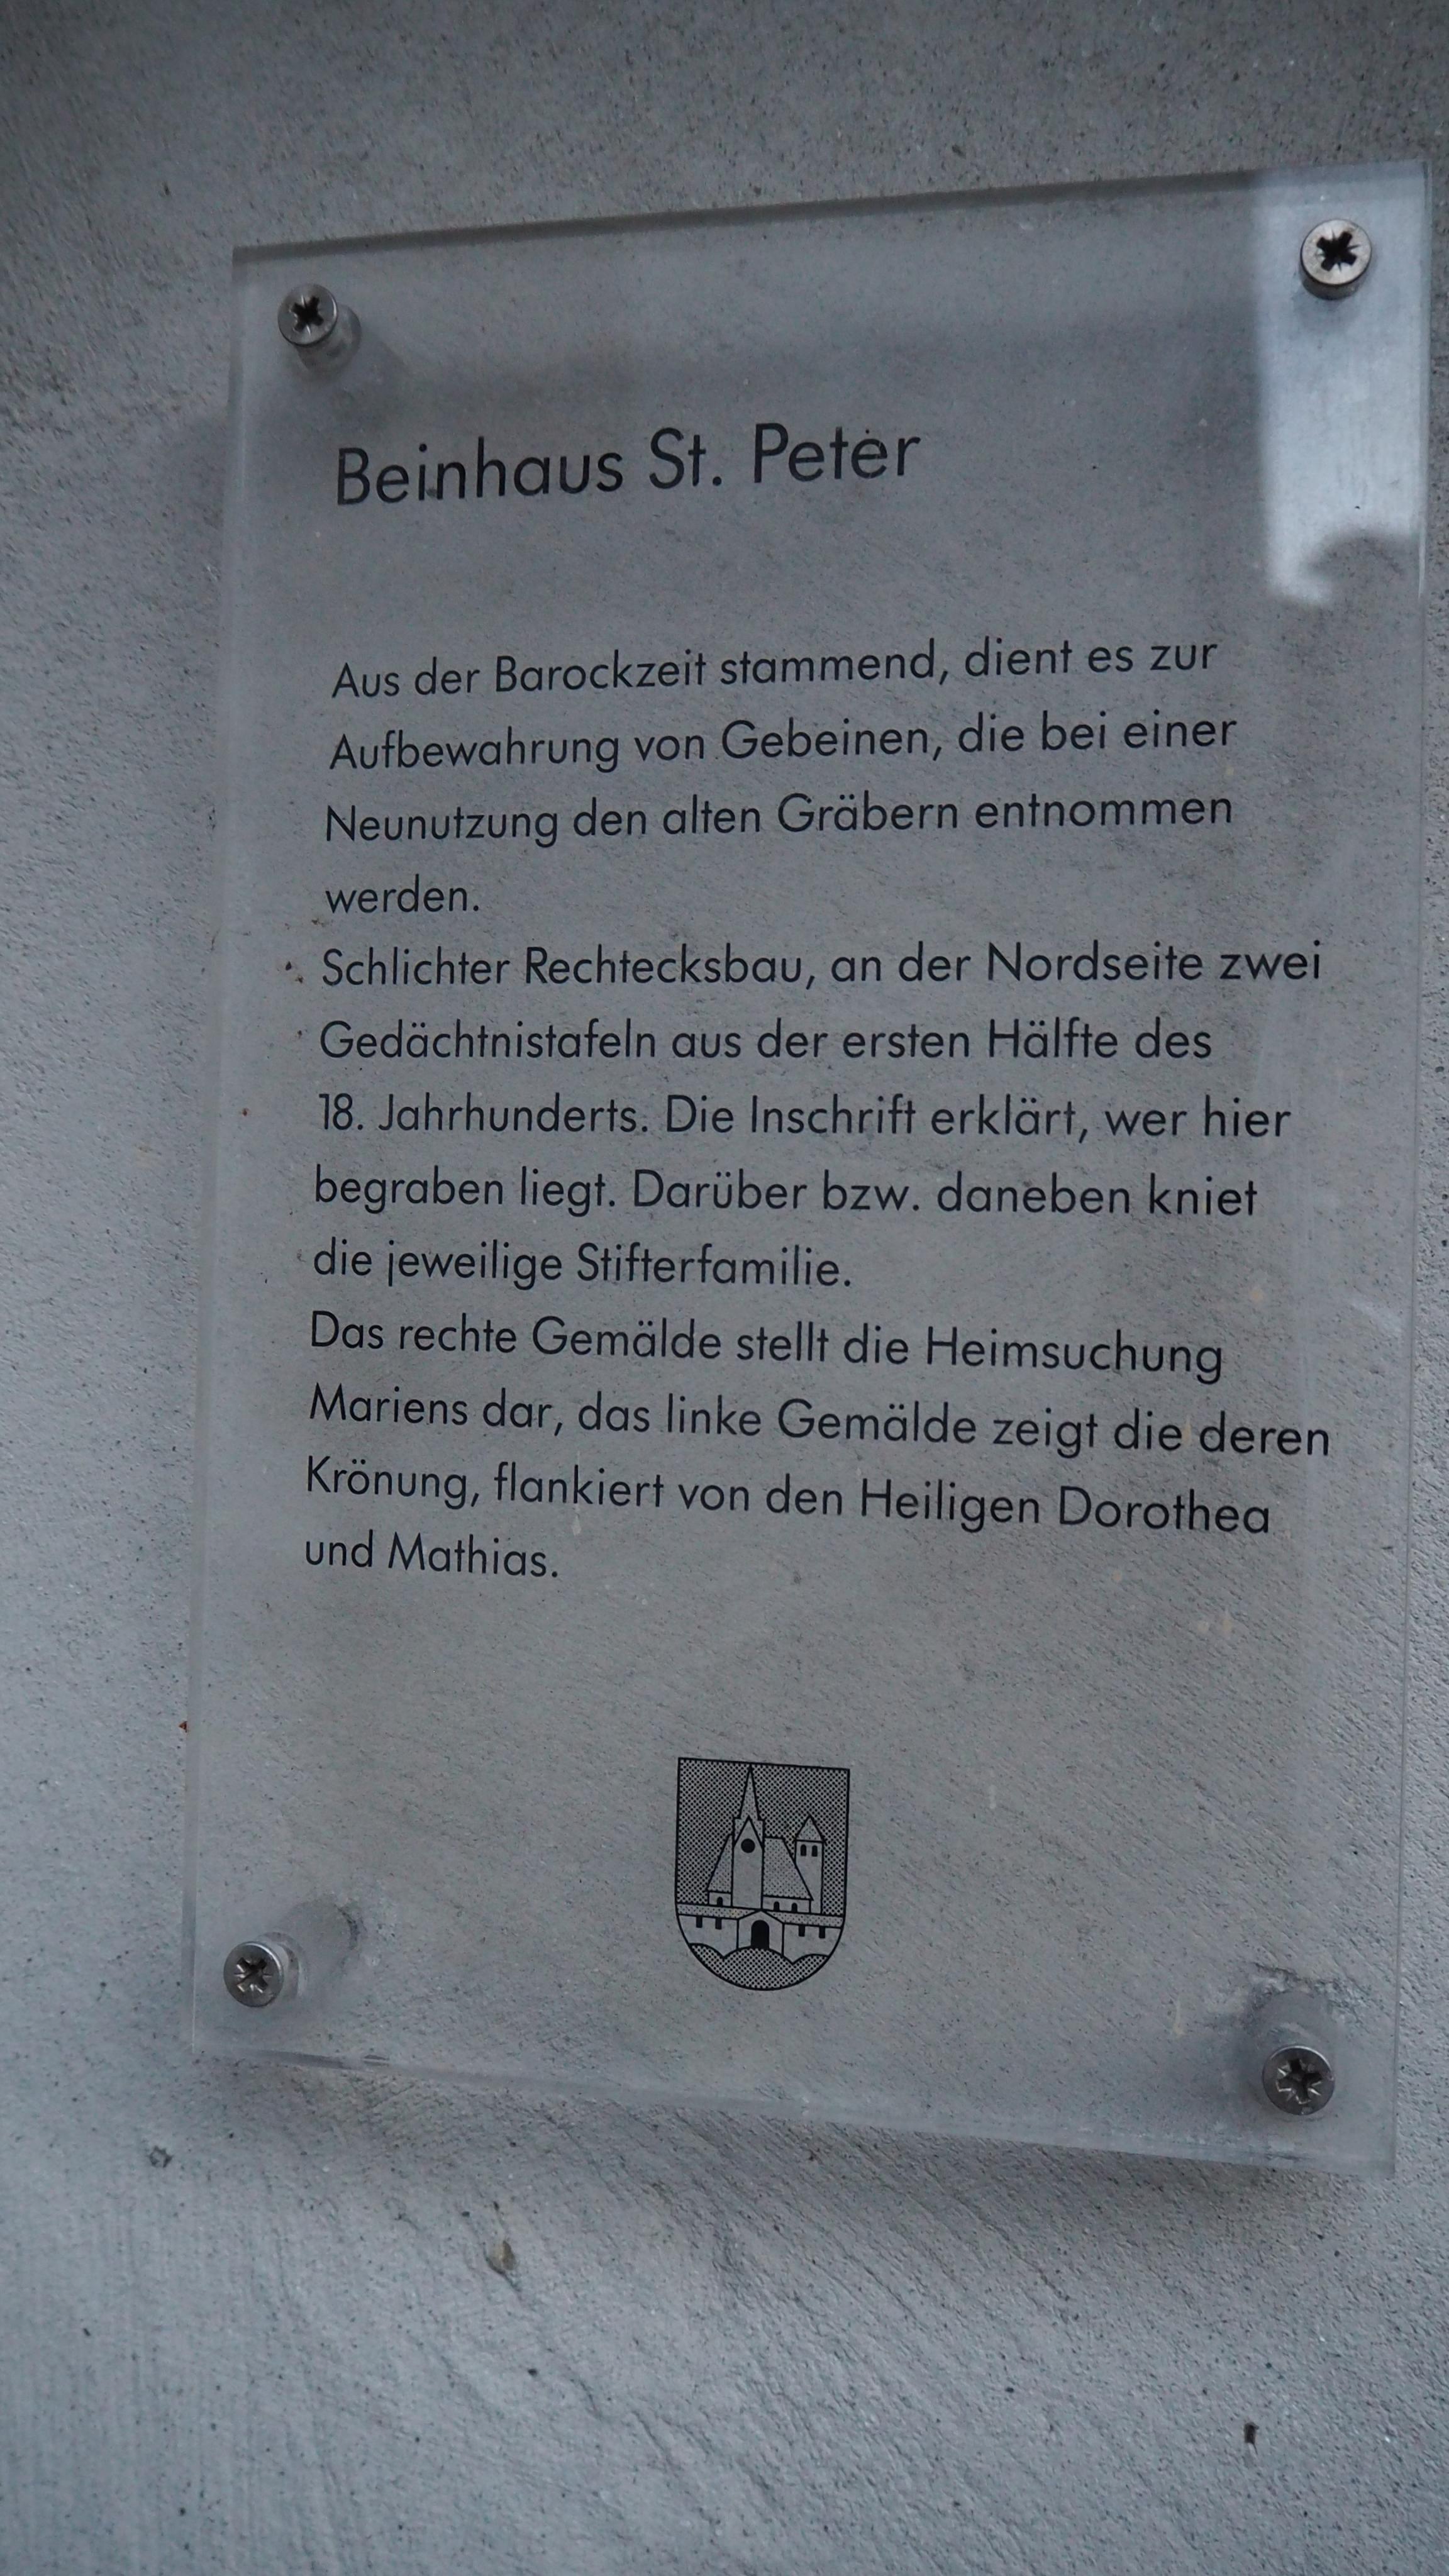 Beinhaus St. Peter
Aus der Barockzeit stammend, dient es zur
Aufbewahrung von Gebeinen, die bei einer
Neunutzung den alten Gräbern entnommen
werden.
Schlichter Rechtecksbau, an der Nordseite zwei
Gedächtnistafeln aus der ersten Hälfte des
18. Jahrhunderts. Die Inschrift erklärt, wer hier
begraben liegt. Darüber bzw. daneben kniet
die jeweilige Stifterfamilie.
Das rechte Gemälde stellt die Heimsuchung
Mariens dar, das linke Gemälde zeigt die deren
Krönung, flankiert von den Heiligen Dorothea
und Mathias.